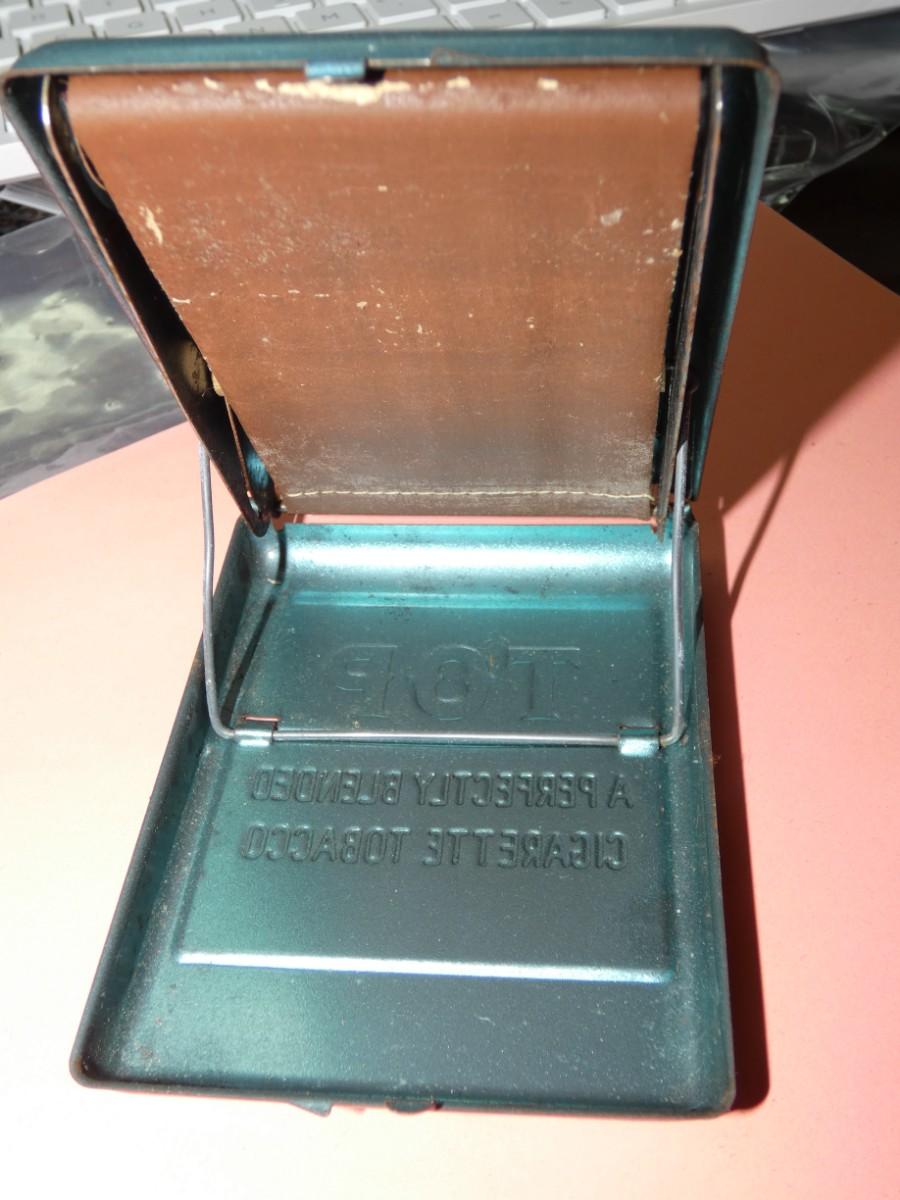 TOP
A PERFECTLY BLENDED
CIGARETTE TOBACCO